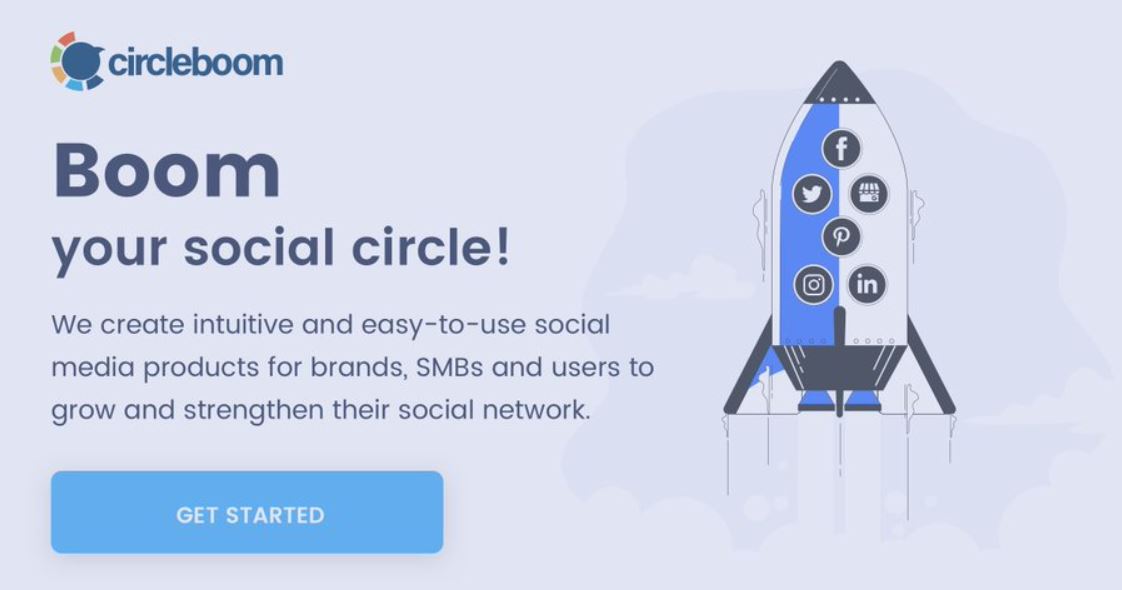 circleboom
Boom
your social circle!
We create intuitive and easy-to-use social
media products for brands, SMBs and users to
grow and strengthen their social network.
GET STARTED